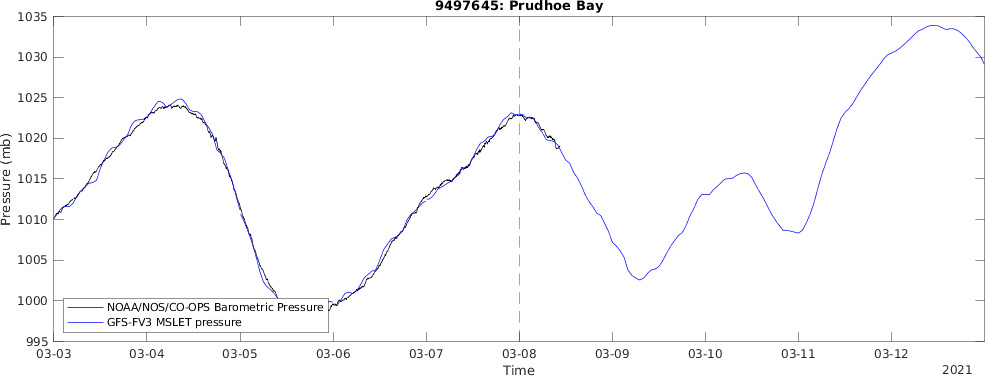 9497645: Prudhoe Bay
1035
1030
1025
1020
1015
1010
1005
1000
995
Pressure (mb)
NOAA/NOS/CO-OPS Barometric Pressure
GFS-FV3 MSLET pressure
03-03 03-04 03-05 03-06 03-07 03-08 03-09 03-10 03-11 03-12
Time
2021